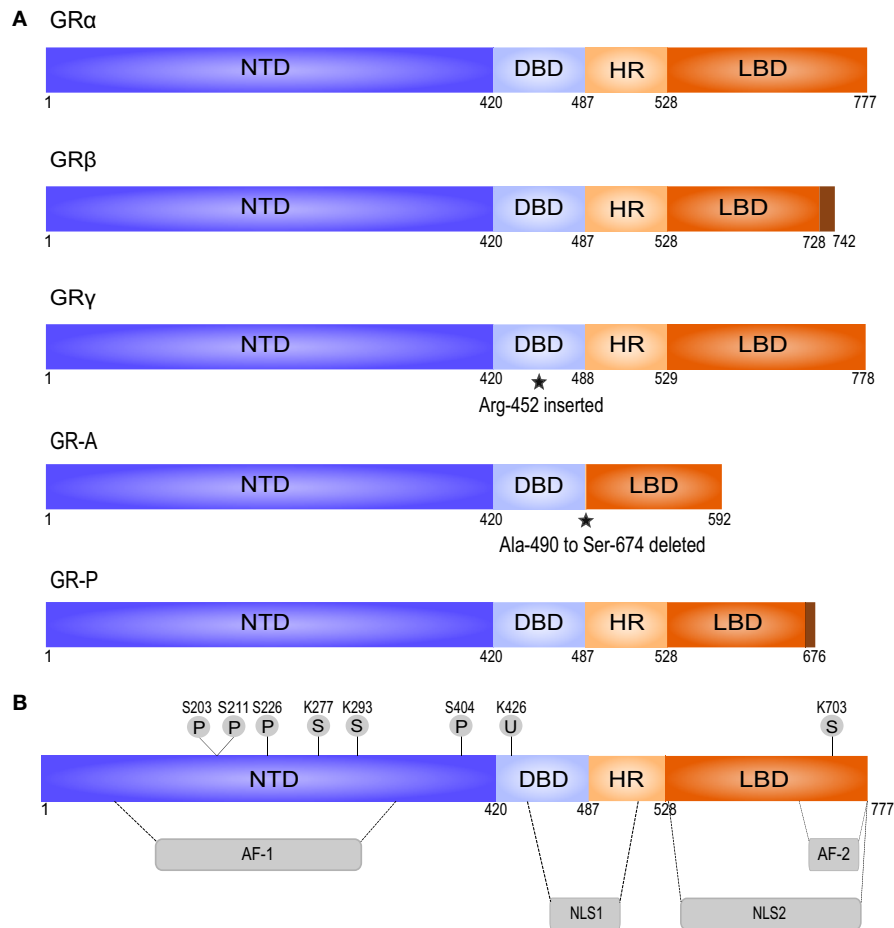 A
GRα
NTD DBD HR LBD
1 420 487 528 777
GRβ
NTD DBD HR LBD
1 420 487 528 728 742
GRγ
NTD DBD HR LBD
1 420 488 529 778
Arg-452 inserted
GR-A
NTD DBD LBD
1 420 592
Ala-490 to Ser-674 deleted
GR-P
NTD DBD HR LBD
1 420 487 528 676
B
S203 S211 S226 K277 K293 S404 K426 K703
P P P S S P U S
NTD DBD HR LBD
1 420 487 528 777
AF-1 AF-2
NLS1 NLS2